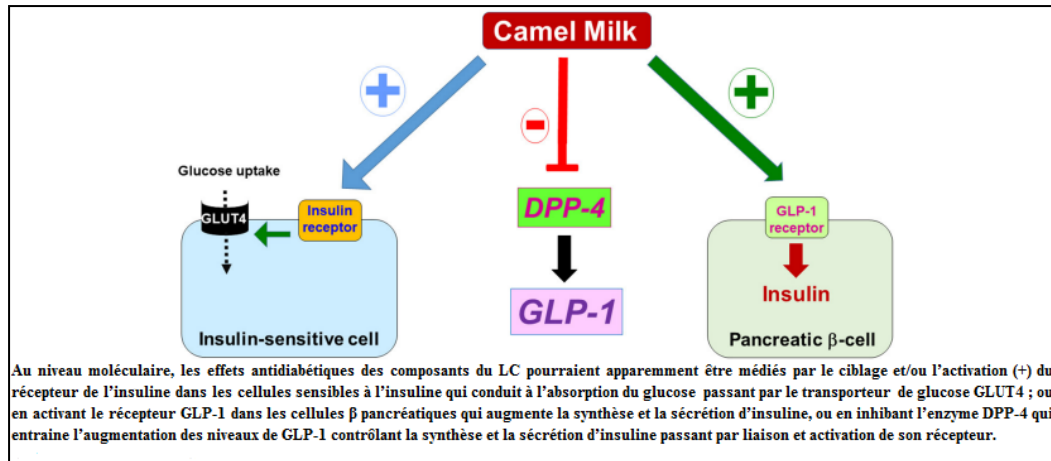 Camel Milk
+
-
+
Glucose uptake
GLUT4
Insulin
receptor
Insulin-sensitive cell
DPP-4
GLP-1
GLP-1
receptor
Insulin
Pancreatic β-cell
Au niveau moléculaire, les effets antidiabétiques des composants du LC pourraient apparemment être médiés par le ciblage et/ou l'activation (+) du
récepteur de l'insuline dans les cellules sensibles à l'insuline qui conduit à l'absorption du glucose passant par le transporteur de glucose GLUT4 ; ou
en activant le récepteur GLP-1 dans les cellules β pancréatiques qui augmente la synthèse et la sécrétion d'insuline, ou en inhibant l'enzyme DPP-4 qui
entraine l'augmentation des niveaux de GLP-1 contrôlant la synthèse et la sécrétion d'insuline passant par liaison et activation de son récepteur.